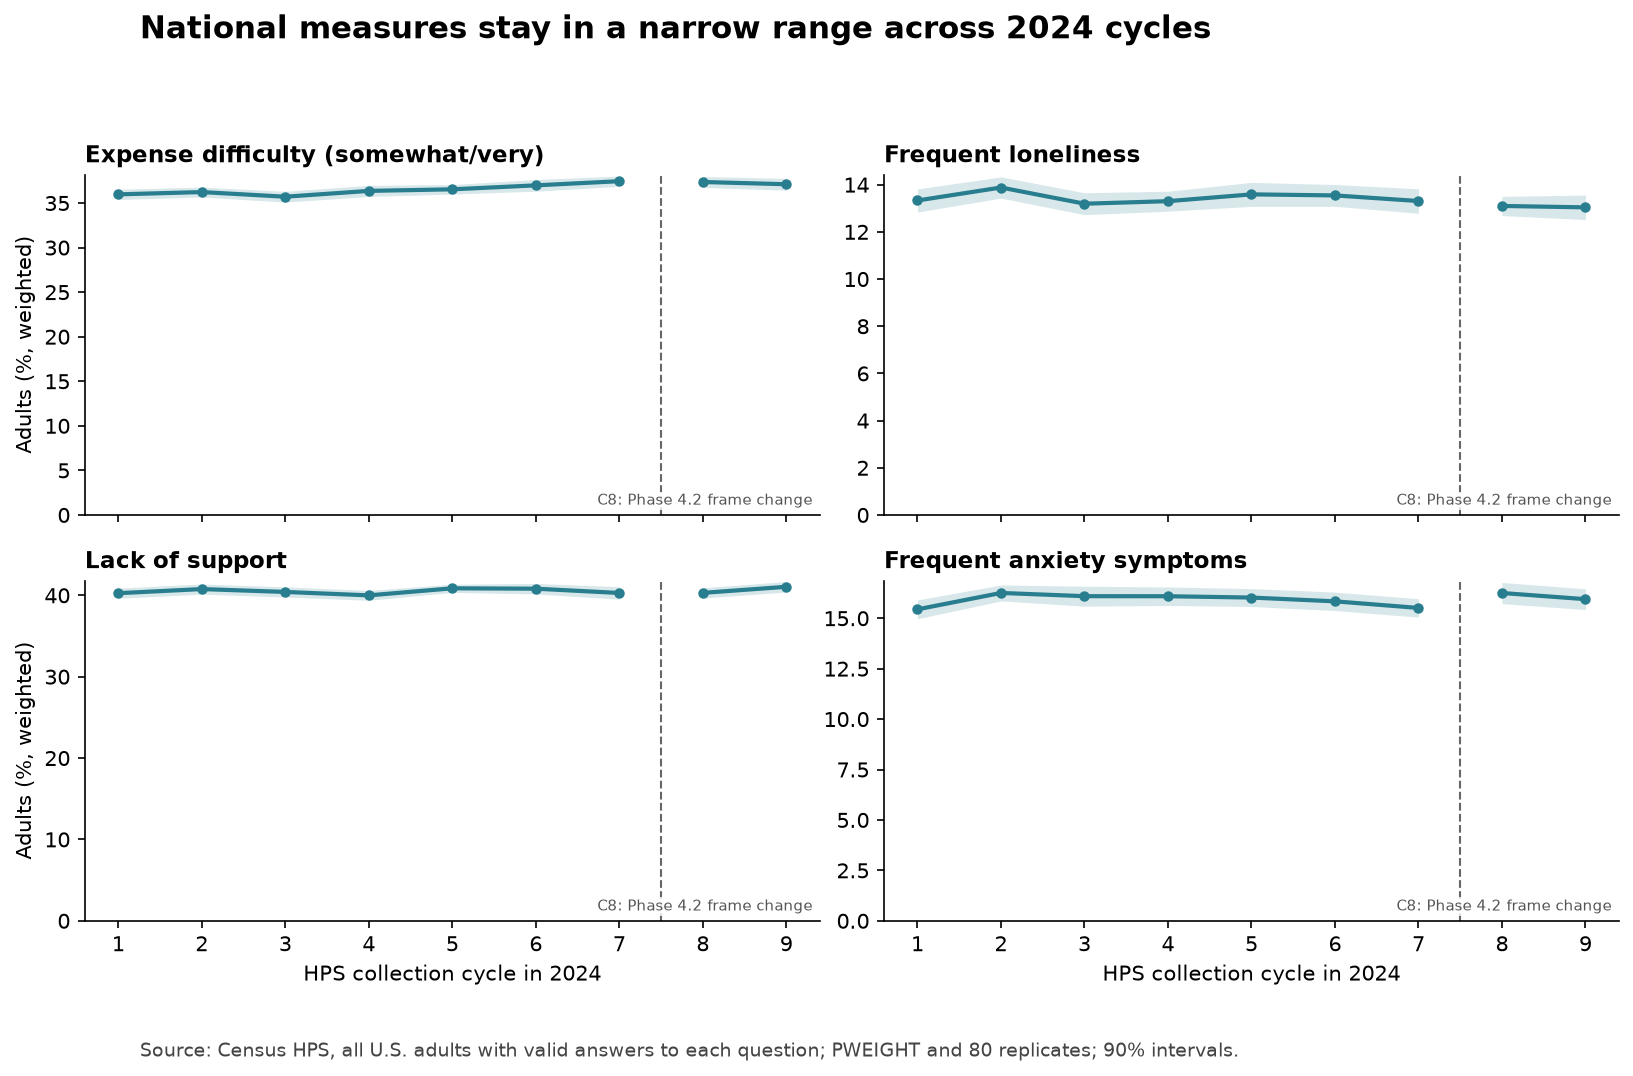 National measures stay in a narrow range across 2024 cycles
Expense difficulty (somewhat/very)
Adults (%, weighted)
35
30
25
20
15
10
5
0
C8: Phase 4.2 frame change
Frequent loneliness
14
12
10
8
6
4
2
0
C8: Phase 4.2 frame change
Lack of support
Adults (%, weighted)
40
30
20
10
0
C8: Phase 4.2 frame change
1 2 3 4 5 6 7 8 9
HPS collection cycle in 2024
Frequent anxiety symptoms
15.0
12.5
10.0
7.5
5.0
2.5
0.0
C8: Phase 4.2 frame change
1 2 3 4 5 6 7 8 9
HPS collection cycle in 2024
Source: Census HPS, all U.S. adults with valid answers to each question; PWEIGHT and 80 replicates; 90% intervals.